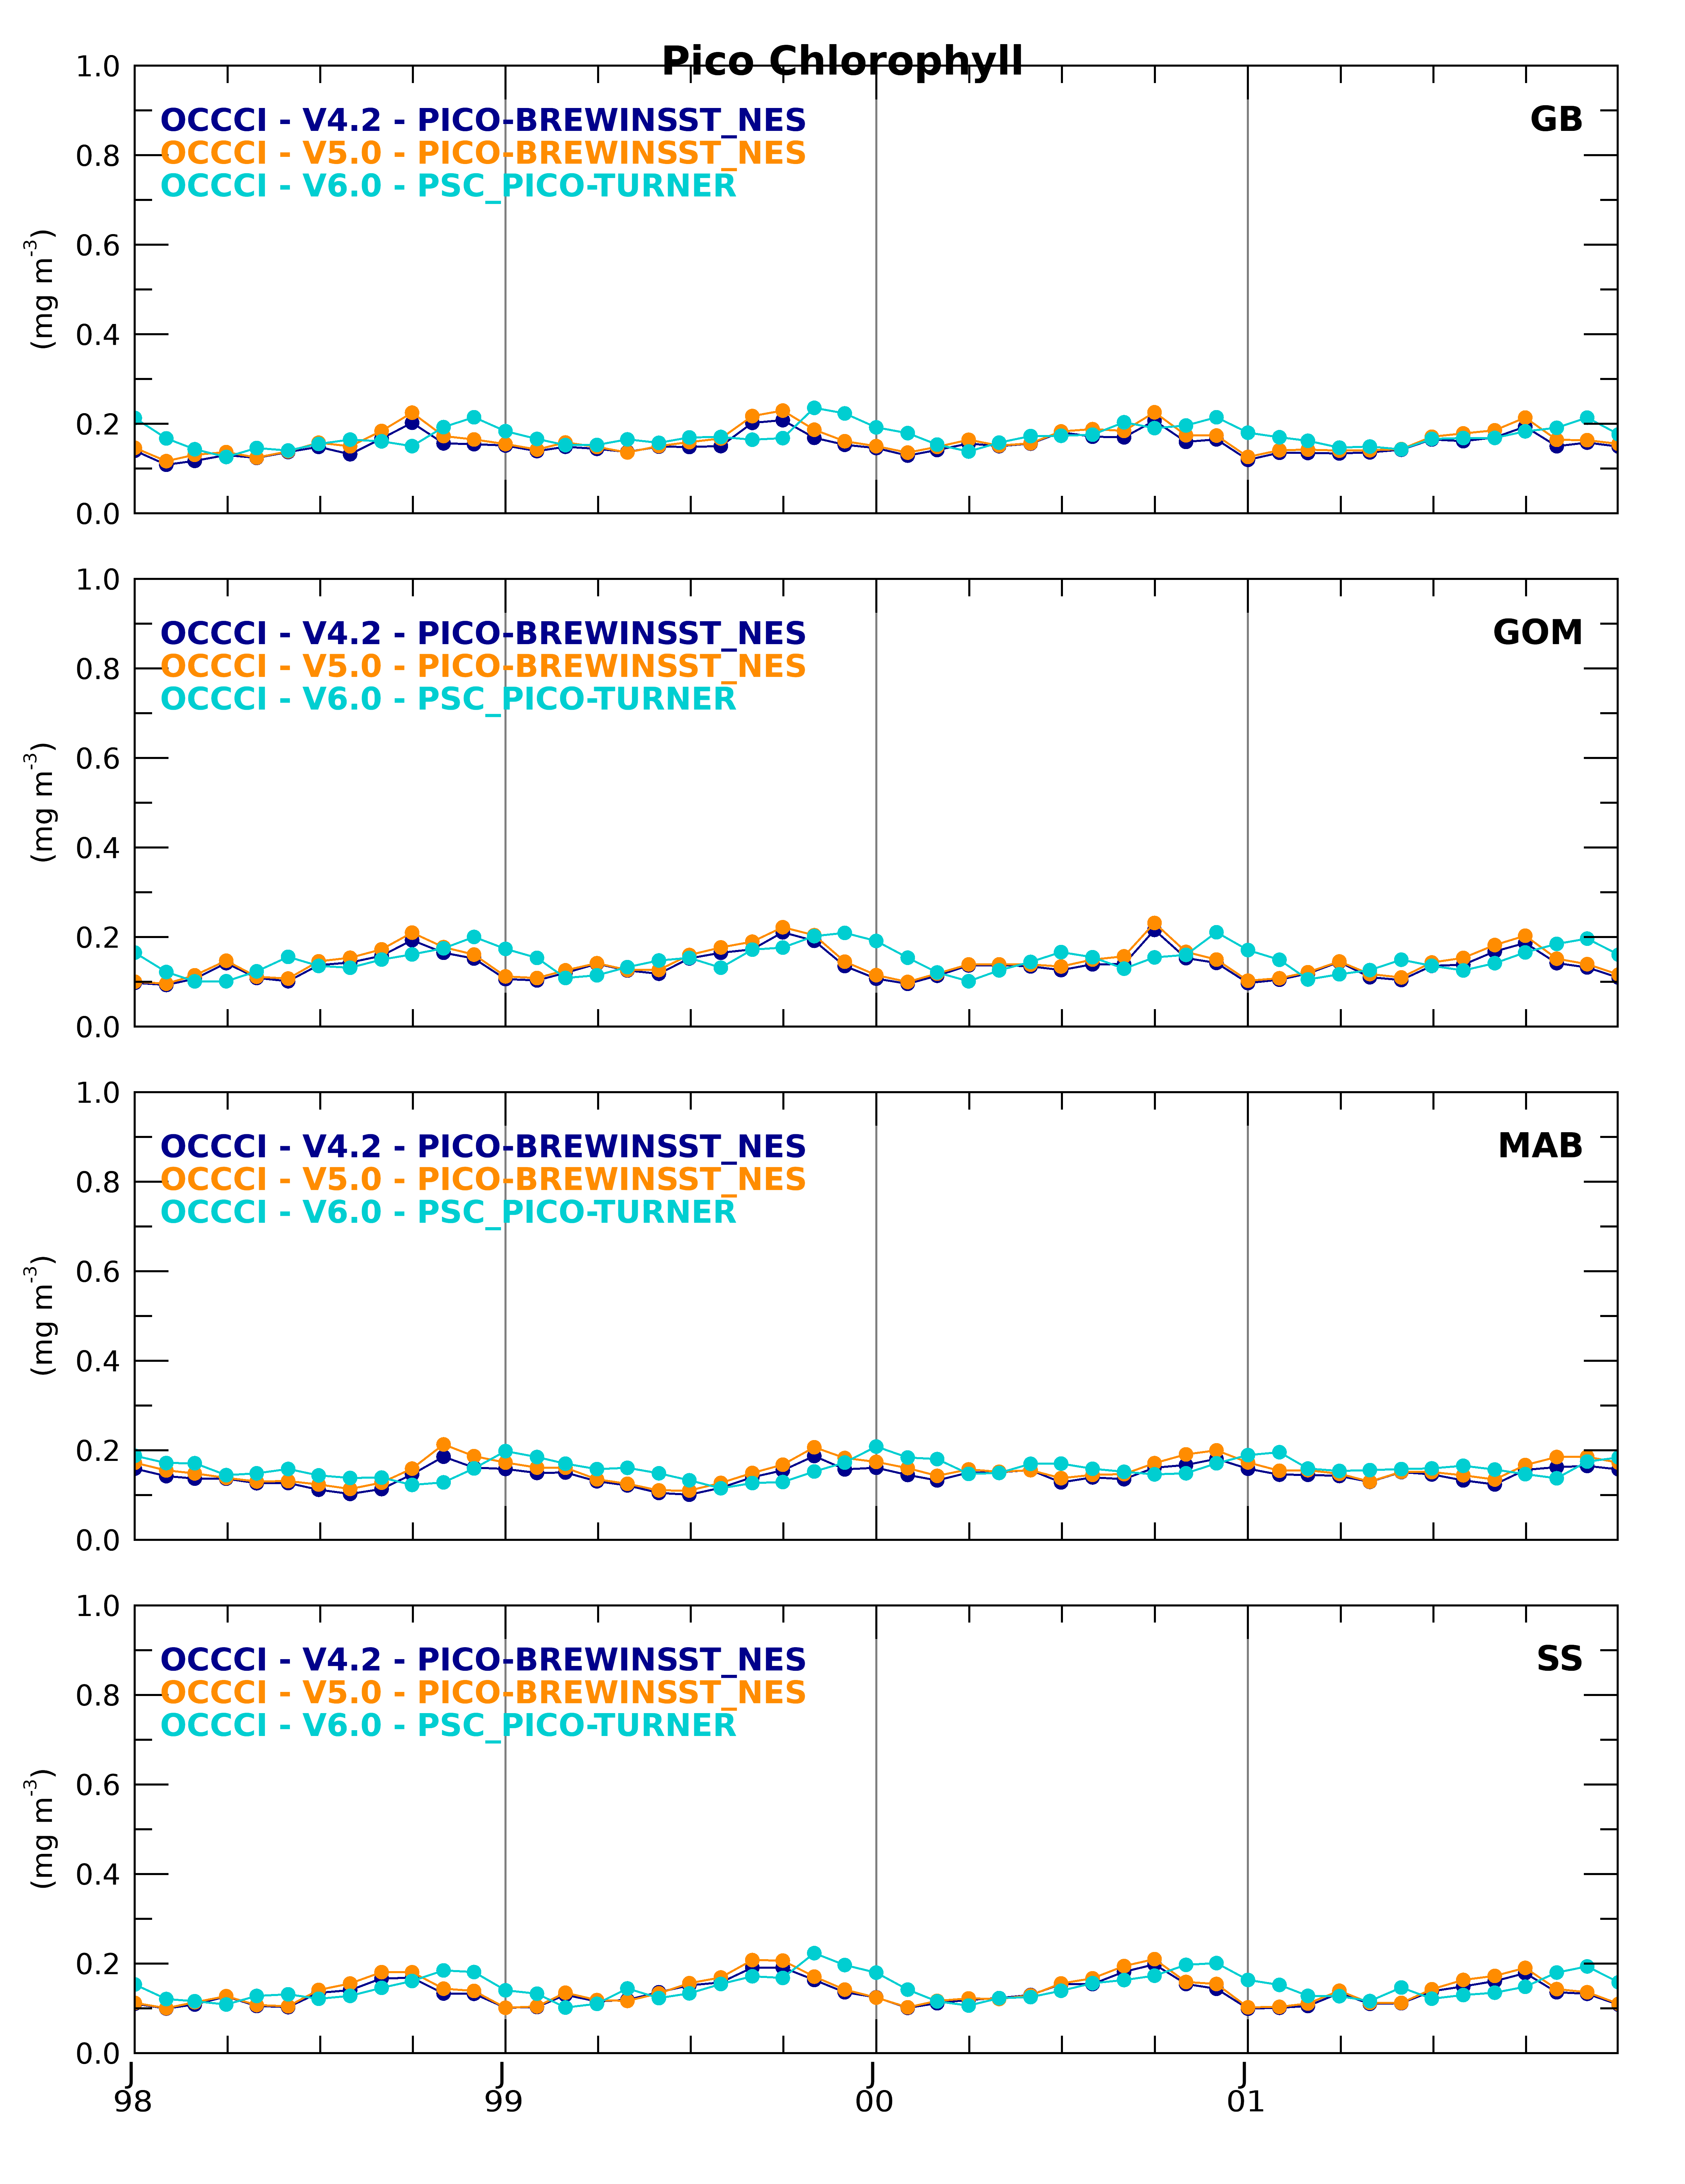 Pico Chlorophyll
1.0
OCCCI - V4.2 - PICO-BREWINSST_NES
GB
0.8
OCCCI - V5.0 - PICO-BREWINSST_NES
OCCCI - V6.0 - PSC_PICO-TURNER
0.6
(mg m-3)
0.4
0.2
0.0
1.0
OCCCI - V4.2 - PICO-BREWINSST_NES
GOM
0.8
OCCCI - V5.0 - PICO-BREWINSST_NES
OCCCI - V6.0 - PSC_PICO-TURNER
0.6
(mg m-3)
0.4
0.2
0.0
1.0
OCCCI - V4.2 - PICO-BREWINSST_NES
MAB
0.8
OCCCI - V5.0 - PICO-BREWINSST_NES
OCCCI - V6.0 - PSC_PICO-TURNER
0.6
(mg m-3)
0.4
0.2
0.0
1.0
OCCCI - V4.2 - PICO-BREWINSST_NES
SS
0.8
OCCCI - V5.0 - PICO-BREWINSST_NES
OCCCI - V6.0 - PSC_PICO-TURNER
0.6
(mg m-3)
0.4
0.2
0.0
J J J J
98 99 00 01